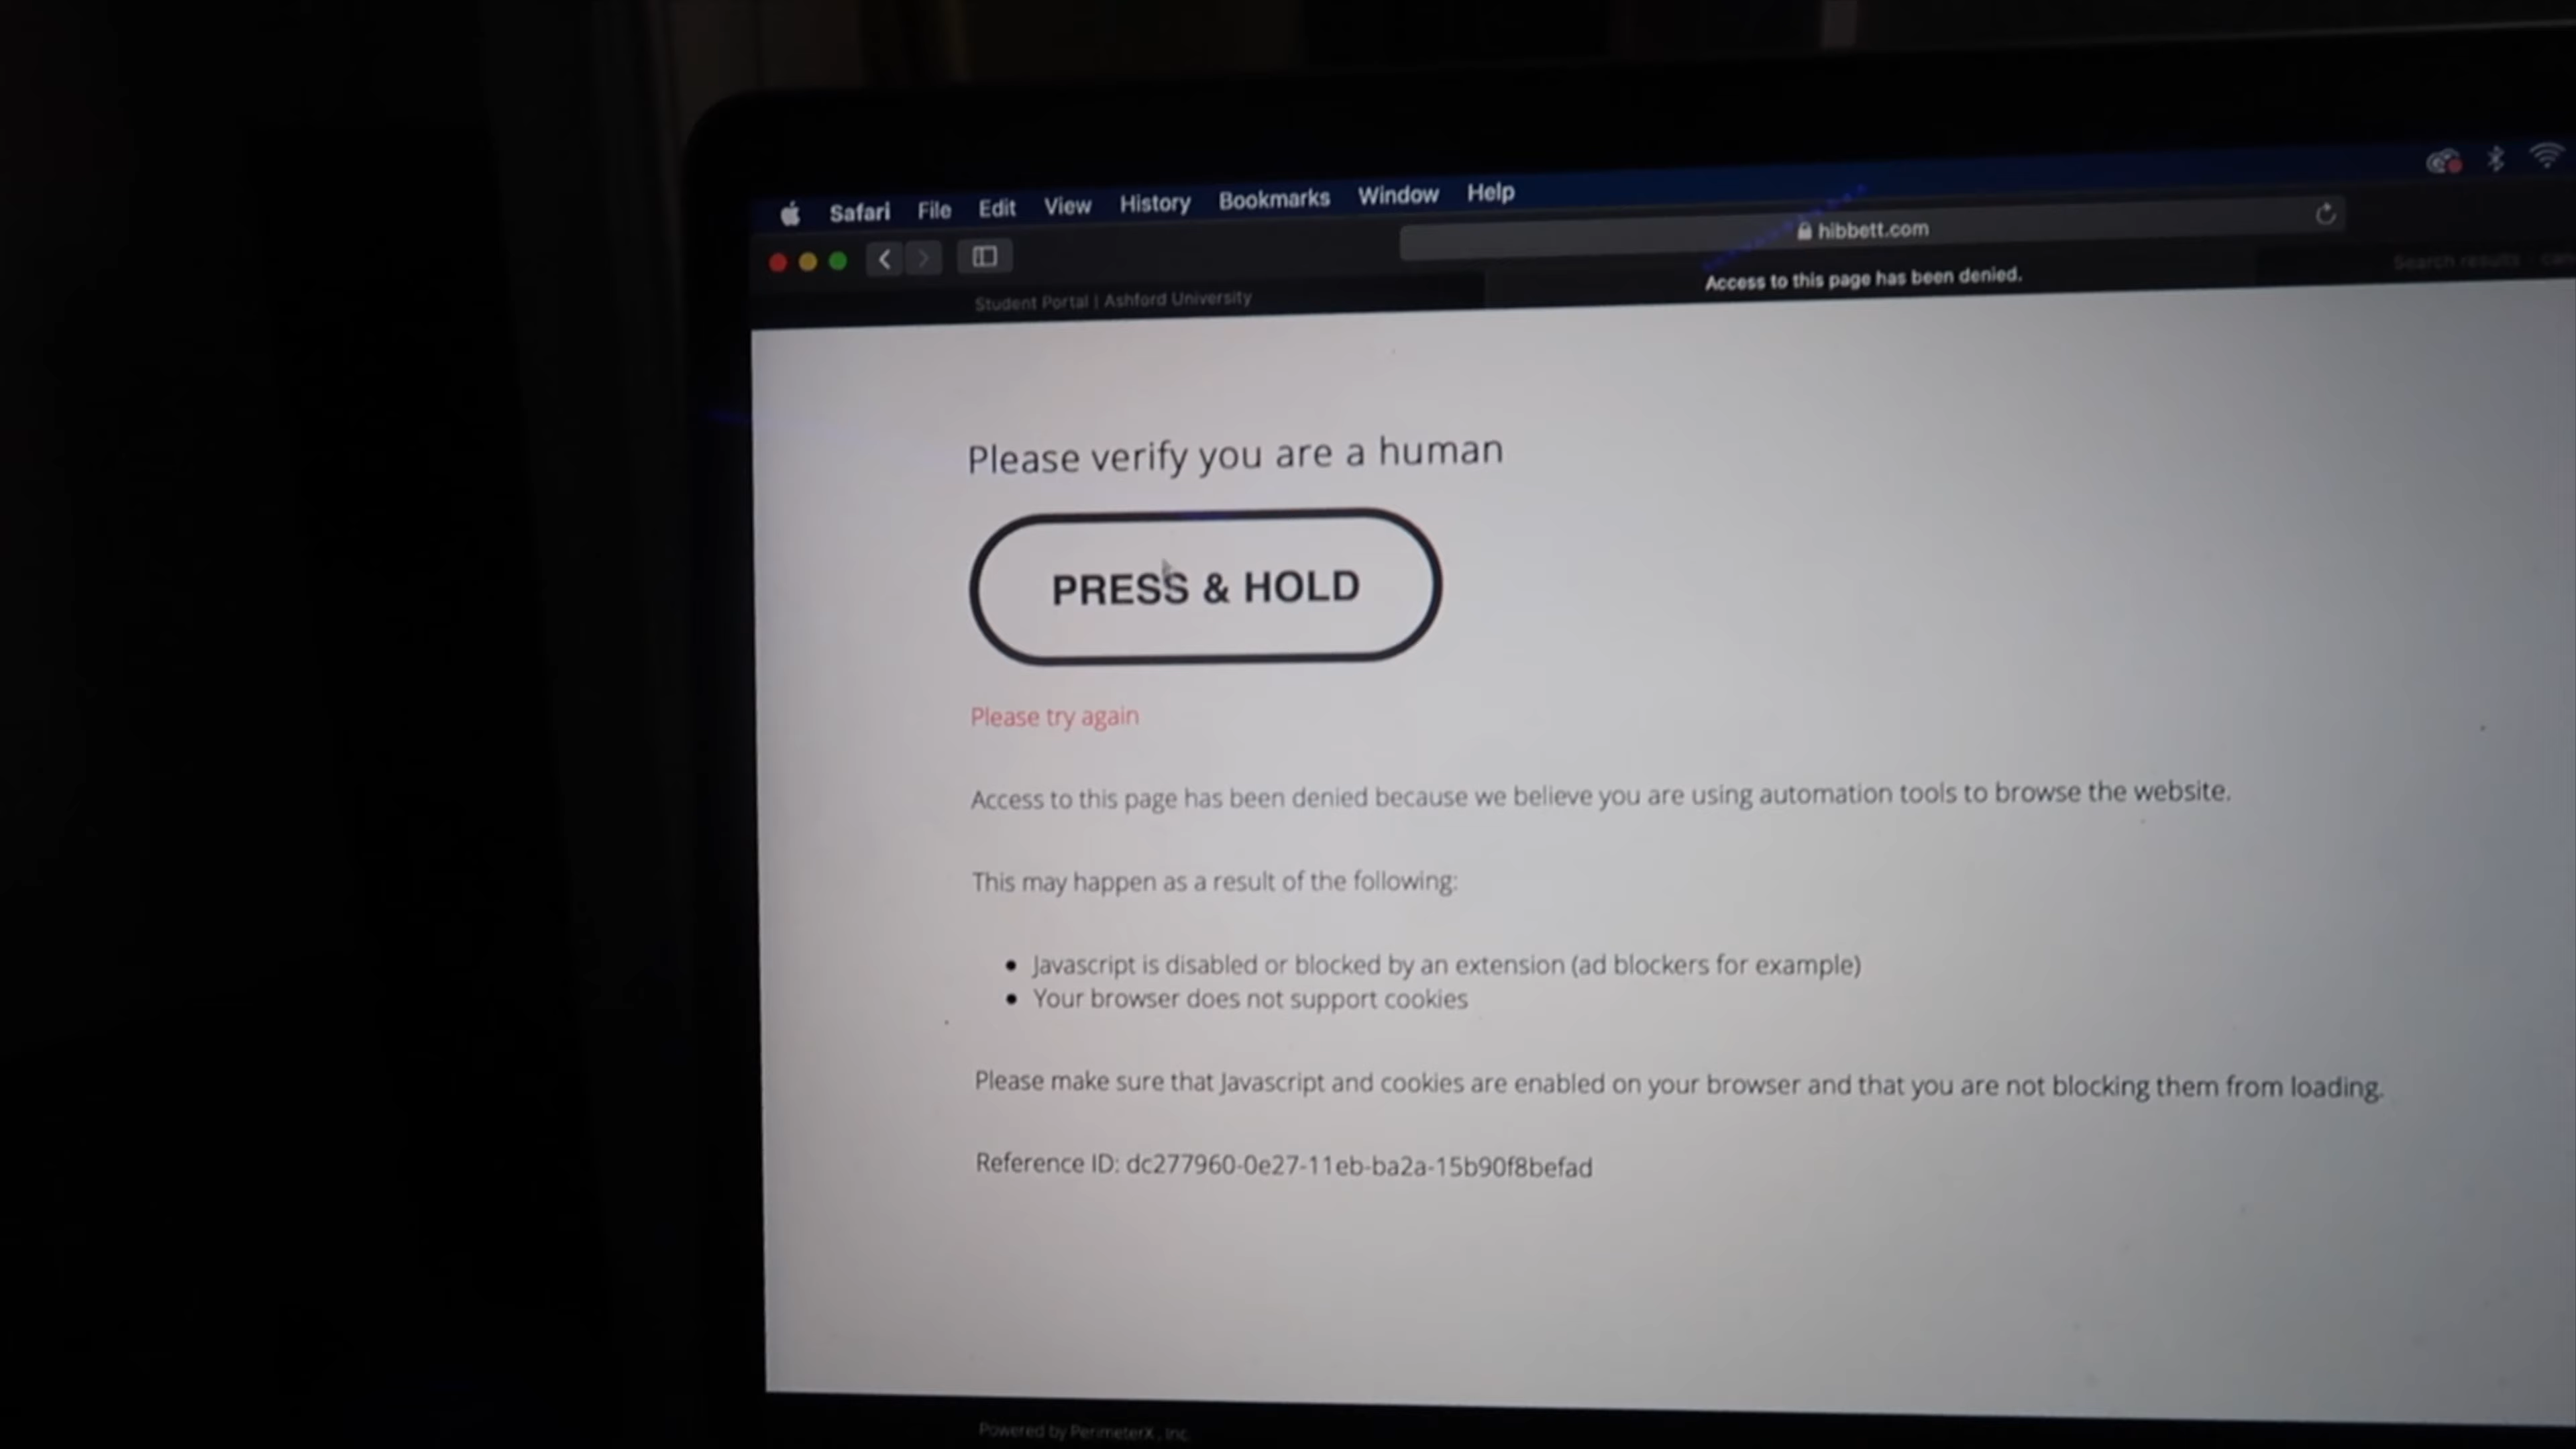 Safari File Edit View History Bookmarks Window Help
hibbett.com
Student Portal | Ashford University
Access to this page has been denied.
Search results
Please verify you are a human
PRESS & HOLD
Please try again
Access to this page has been denied because we believe you are using automation tools to browse the website.
This may happen as a result of the following:
Javascript is disabled or blocked by an extension (ad blockers for example)
Your browser does not support cookies
Please make sure that Javascript and cookies are enabled on your browser and that you are not blocking them from loading.
Reference ID: dc277960-0e27-11eb-ba2a-15b90f8befad
Powered by PerimeterX , Inc.